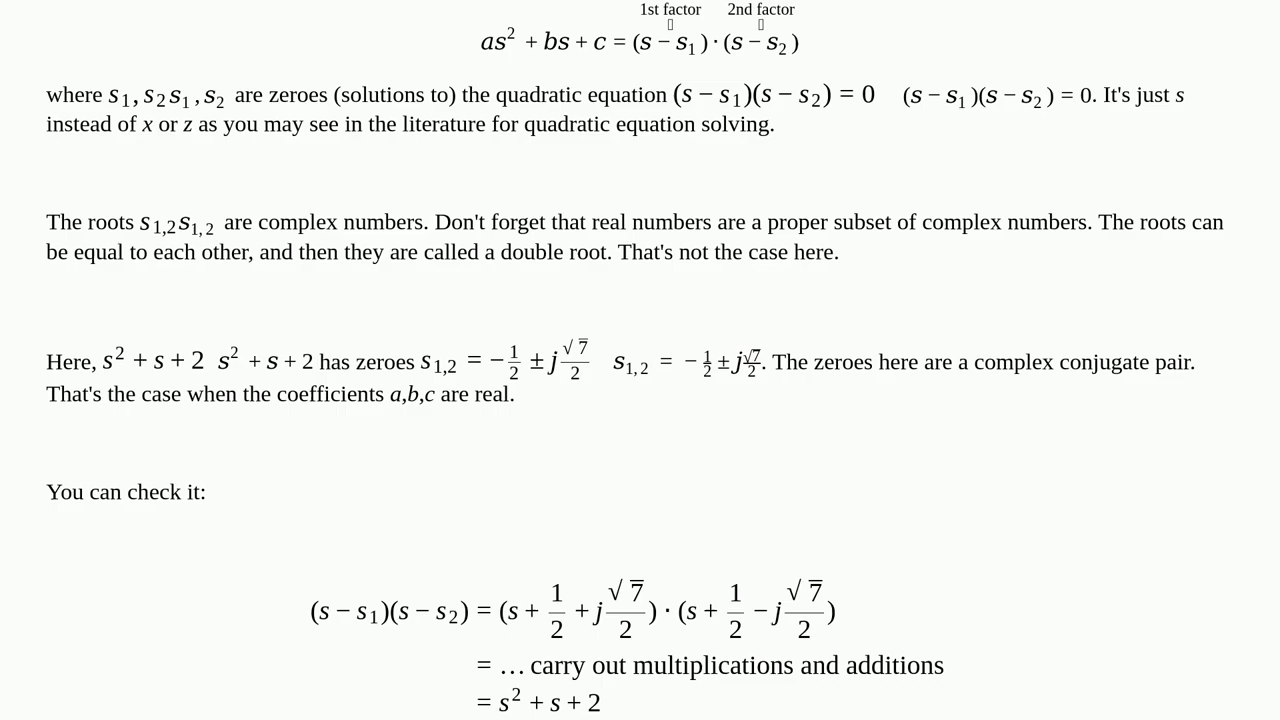 1st factor 2nd factor
▯ ▯
as² + bs + c = (s − s₁) · (s − s₂)
where s₁, s₂s₁, s₂ are zeroes (solutions to) the quadratic equation (s − s₁)(s − s₂) = 0 (s − s₁)(s − s₂) = 0. It's just s
instead of x or z as you may see in the literature for quadratic equation solving.
The roots s₁,₂s₁,₂ are complex numbers. Don't forget that real numbers are a proper subset of complex numbers. The roots can
be equal to each other, and then they are called a double root. That's not the case here.
Here, s² + s + 2 s² + s + 2 has zeroes s₁,₂ = −1/2 ± j√7/2 s₁,₂ = −1/2 ± j√7/2. The zeroes here are a complex conjugate pair.
That's the case when the coefficients a,b,c are real.
You can check it:
(s − s₁)(s − s₂) = (s + 1/2 + j√7/2) · (s + 1/2 − j√7/2)
= … carry out multiplications and additions
= s² + s + 2